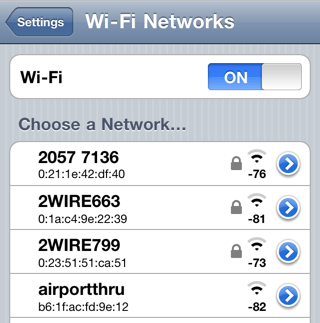 Settings
Wi-Fi Networks
Wi-Fi ON
Choose a Network...
2057 7136
0:21:1e:42:df:40
-76
2WIRE663
0:1a:c4:9e:22:39
-81
2WIRE799
0:23:51:51:ca:51
-73
airportthru
b6:1f:ac:fd:9e:12
-82